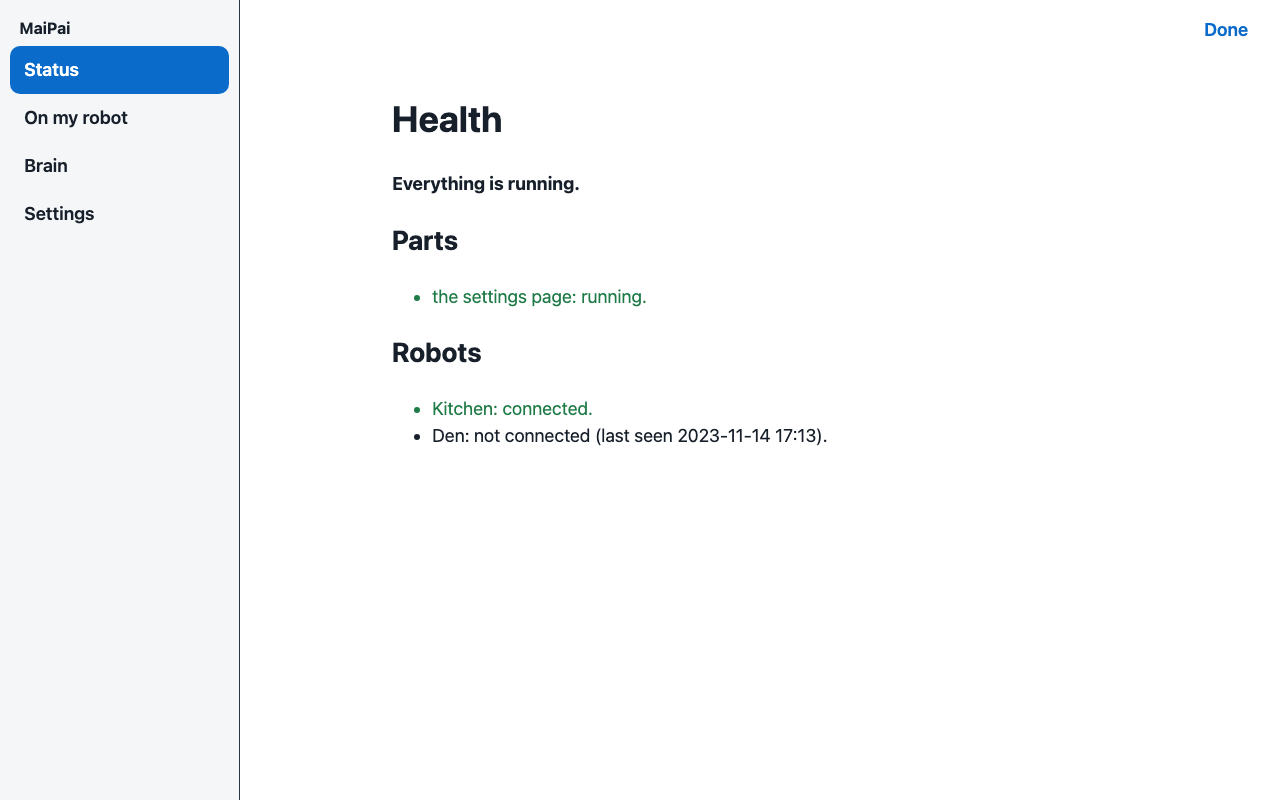 MaiPai
Status
On my robot
Brain
Settings
Done
Health
Everything is running.
Parts
the settings page: running.
Robots
Kitchen: connected.
Den: not connected (last seen 2023-11-14 17:13).